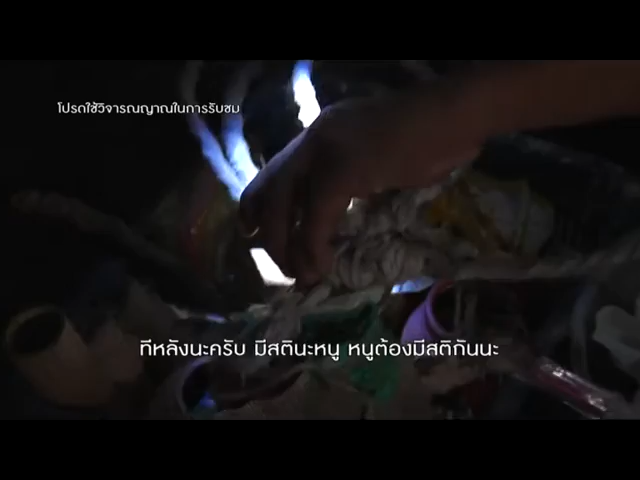 โปรดใช้วิจารณญาณในการรับชม
ทีหลังนะครับ มีสตินะหนู หนูต้องมีสติกันนะ